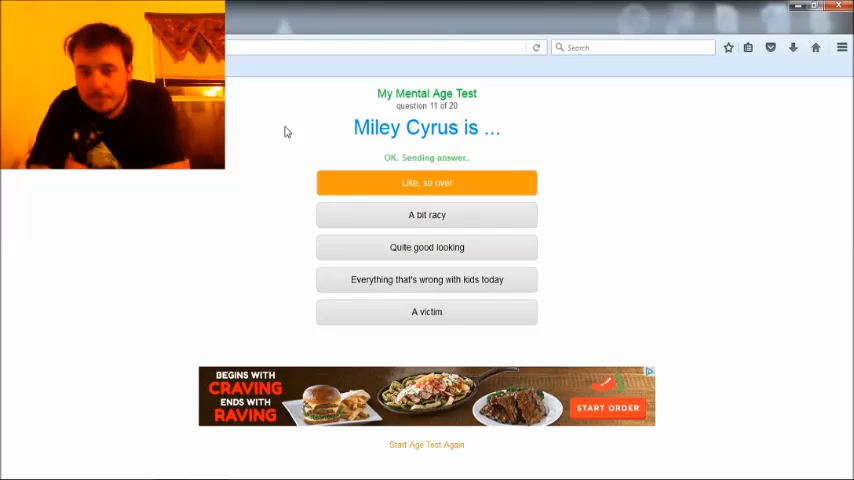 Search
My Mental Age Test
question 11 of 20
Miley Cyrus is ...
OK. Sending answer..
Like, so over
A bit racy
Quite good looking
Everything that's wrong with kids today
A victim
BEGINS WITH
CRAVING
ENDS WITH
RAVING
START ORDER
Start Age Test Again